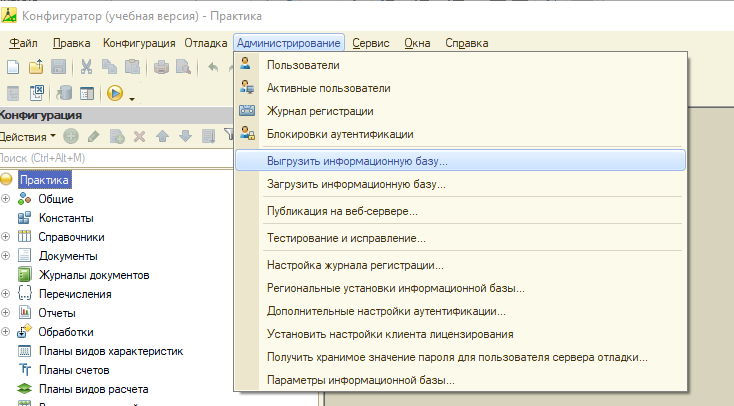 Конфигуратор (учебная версия) - Практика
Файл Правка Конфигурация Отладка Администрирование Сервис Окна Справка
Пользователи
Активные пользователи
Журнал регистрации
Блокировки аутентификации
Выгрузить информационную базу...
Загрузить информационную базу...
Публикация на веб-сервере...
Тестирование и исправление...
Настройка журнала регистрации...
Региональные установки информационной базы...
Дополнительные настройки аутентификации...
Установить настройки клиента лицензирования
Получить хранимое значение пароля для пользователя сервера отладки...
Параметры информационной базы...
Конфигурация
Действия
Поиск (Ctrl+Alt+M)
Практика
Общие
Константы
Справочники
Документы
Журналы документов
Перечисления
Отчеты
Обработки
Планы видов характеристик
Планы счетов
Планы видов расчета